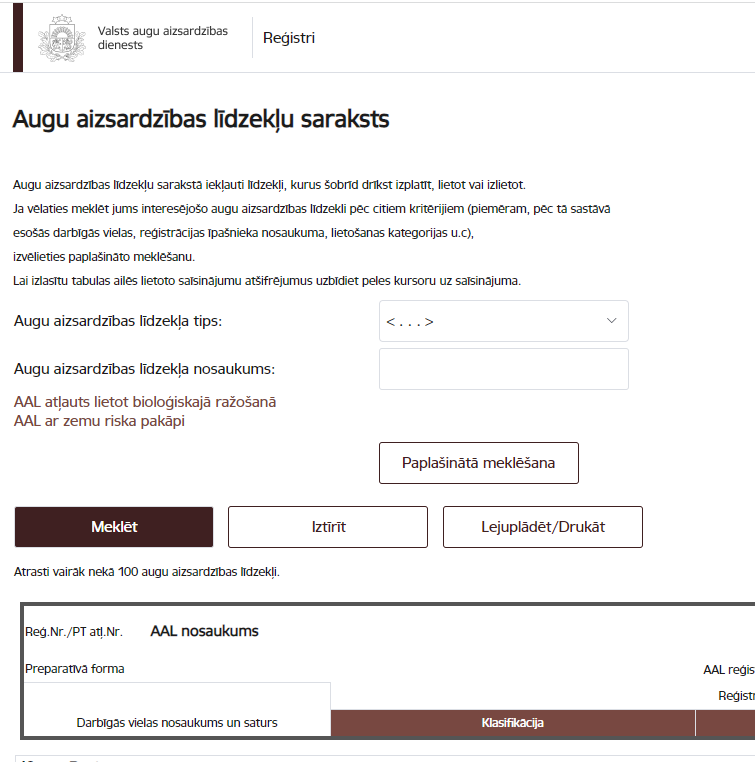 Valsts augu aizsardzības
dienests
Reģistri
Augu aizsardzības līdzekļu saraksts
Augu aizsardzības līdzekļu sarakstā iekļauti līdzekļi, kurus šobrīd drīkst izplatīt, lietot vai izlietot.
Ja vēlaties meklēt jums interesējošo augu aizsardzības līdzekli pēc citiem kritērijiem (piemēram, pēc tā sastāvā
esošās darbīgās vielas, reģistrācijas īpašnieka nosaukuma, lietošanas kategorijas u.c),
izvēlieties paplašināto meklēšanu.
Lai izlasītu tabulas ailēs lietoto saīsinājumu atšifrējumus uzbīdiet peles kursoru uz saīsinājuma.
Augu aizsardzības līdzekļa tips:
<...>
Augu aizsardzības līdzekļa nosaukums:
AAL atļauts lietot bioloģiskajā ražošanā
AAL ar zemu riska pakāpi
Paplašinātā meklēšana
Meklēt
Iztīrīt
Lejuplādēt/Drukāt
Atrasti vairāk nekā 100 augu aizsardzības līdzekļi.
Reģ.Nr./PT atļ.Nr.
AAL nosaukums
Preparatīvā forma
AAL reģis
Reģistr
Darbīgās vielas nosaukums un saturs
Klasifikācija